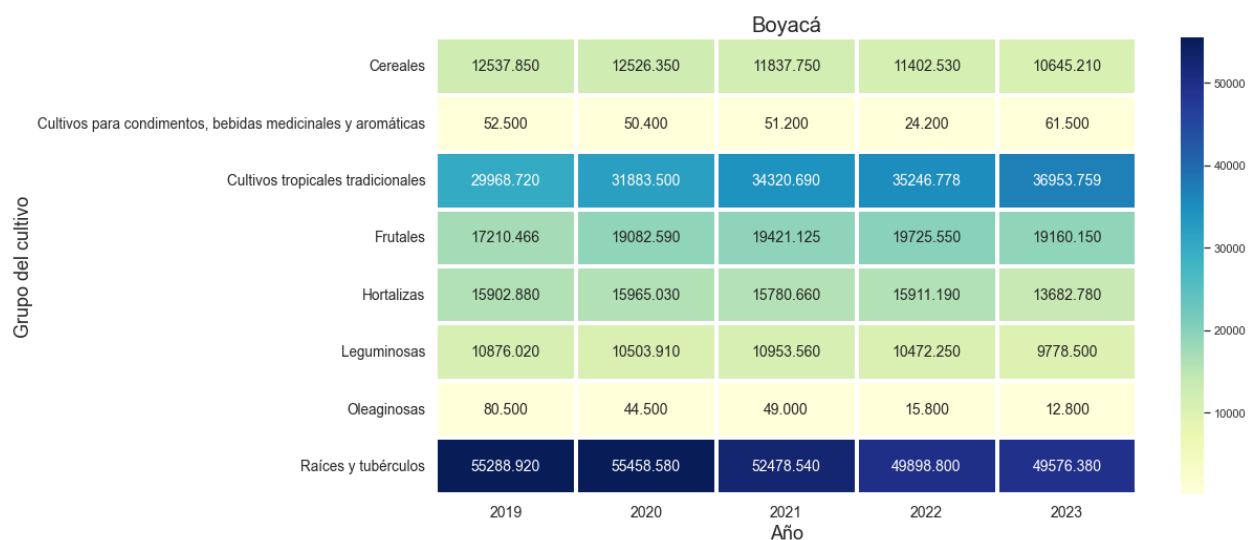 Boyacá
Grupo del cultivo
Cereales 12537.850 12526.350 11837.750 11402.530 10645.210
Cultivos para condimentos, bebidas medicinales y aromáticas 52.500 50.400 51.200 24.200 61.500
Cultivos tropicales tradicionales 29968.720 31883.500 34320.690 35246.778 36953.759
Frutales 17210.466 19082.590 19421.125 19725.550 19160.150
Hortalizas 15902.880 15965.030 15780.660 15911.190 13682.780
Leguminosas 10876.020 10503.910 10953.560 10472.250 9778.500
Oleaginosas 80.500 44.500 49.000 15.800 12.800
Raíces y tubérculos 55288.920 55458.580 52478.540 49898.800 49576.380
2019 2020 2021 2022 2023
Año
50000
40000
30000
20000
10000